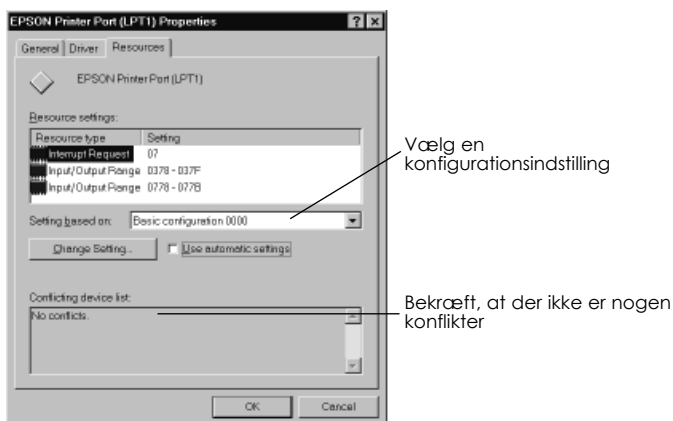 EPSON Printer Port (LPT1) Properties
General Driver Resources
EPSON Printer Port (LPT1)
Resource settings:
Resource type Setting
Interrupt Request 07
Input/Output Range 0378 - 037F
Input/Output Range 0778 - 077B
Setting based on: Basic configuration 0000
Change Setting... Use automatic settings
Conflicting device list:
No conflicts.
OK Cancel
Vælg en
konfigurationsindstilling
Bekræft, at der ikke er nogen
konflikter